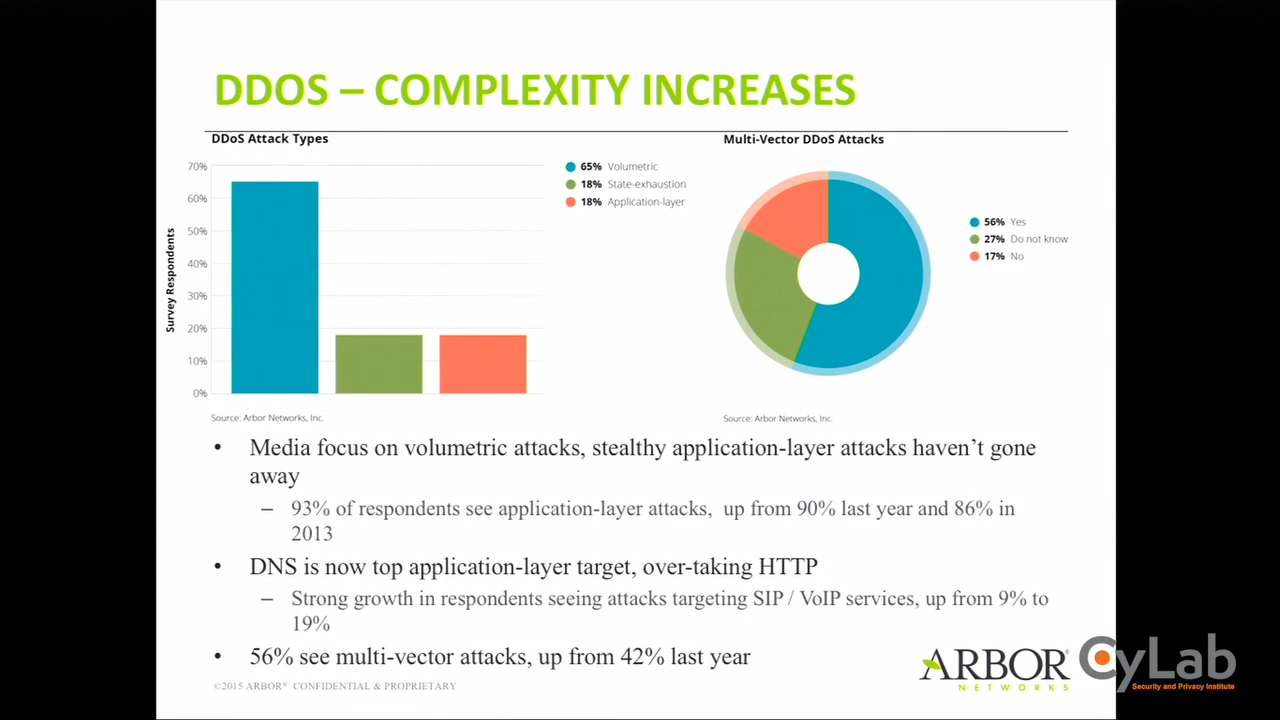 DDOS – COMPLEXITY INCREASES
DDoS Attack Types
70%
60%
50%
40%
30%
20%
10%
0%
Survey Respondents
65% Volumetric
18% State-exhaustion
18% Application-layer
Source: Arbor Networks, Inc.
Multi-Vector DDoS Attacks
56% Yes
27% Do not know
17% No
Source: Arbor Networks, Inc.
• Media focus on volumetric attacks, stealthy application-layer attacks haven’t gone
away
– 93% of respondents see application-layer attacks, up from 90% last year and 86% in
2013
• DNS is now top application-layer target, over-taking HTTP
– Strong growth in respondents seeing attacks targeting SIP / VoIP services, up from 9% to
19%
• 56% see multi-vector attacks, up from 42% last year
©2015 ARBOR® CONFIDENTIAL & PROPRIETARY
ARBOR®
NETWORKS
CyLab
Security and Privacy Institute